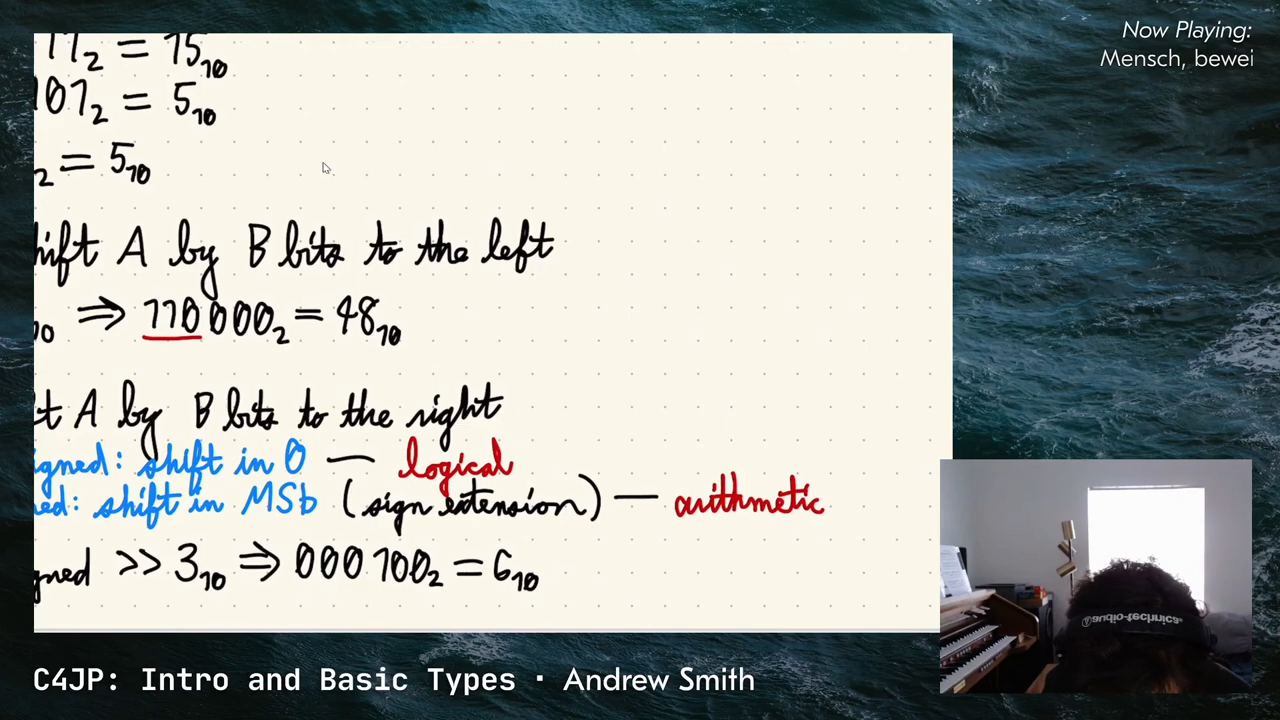 Now Playing:
Mensch, bewei
11₂ = 15₁₀
101₂ = 5₁₀
₂ = 5₁₀
hift A by B bits to the left
⇒ 110000₂ = 48₁₀
t A by B bits to the right
igned: shift in 0 — logical
ned: shift in MSb (sign extension) — arithmetic
gned >> 3₁₀ ⇒ 000100₂ = 6₁₀
audio-technica
C4JP: Intro and Basic Types · Andrew Smith